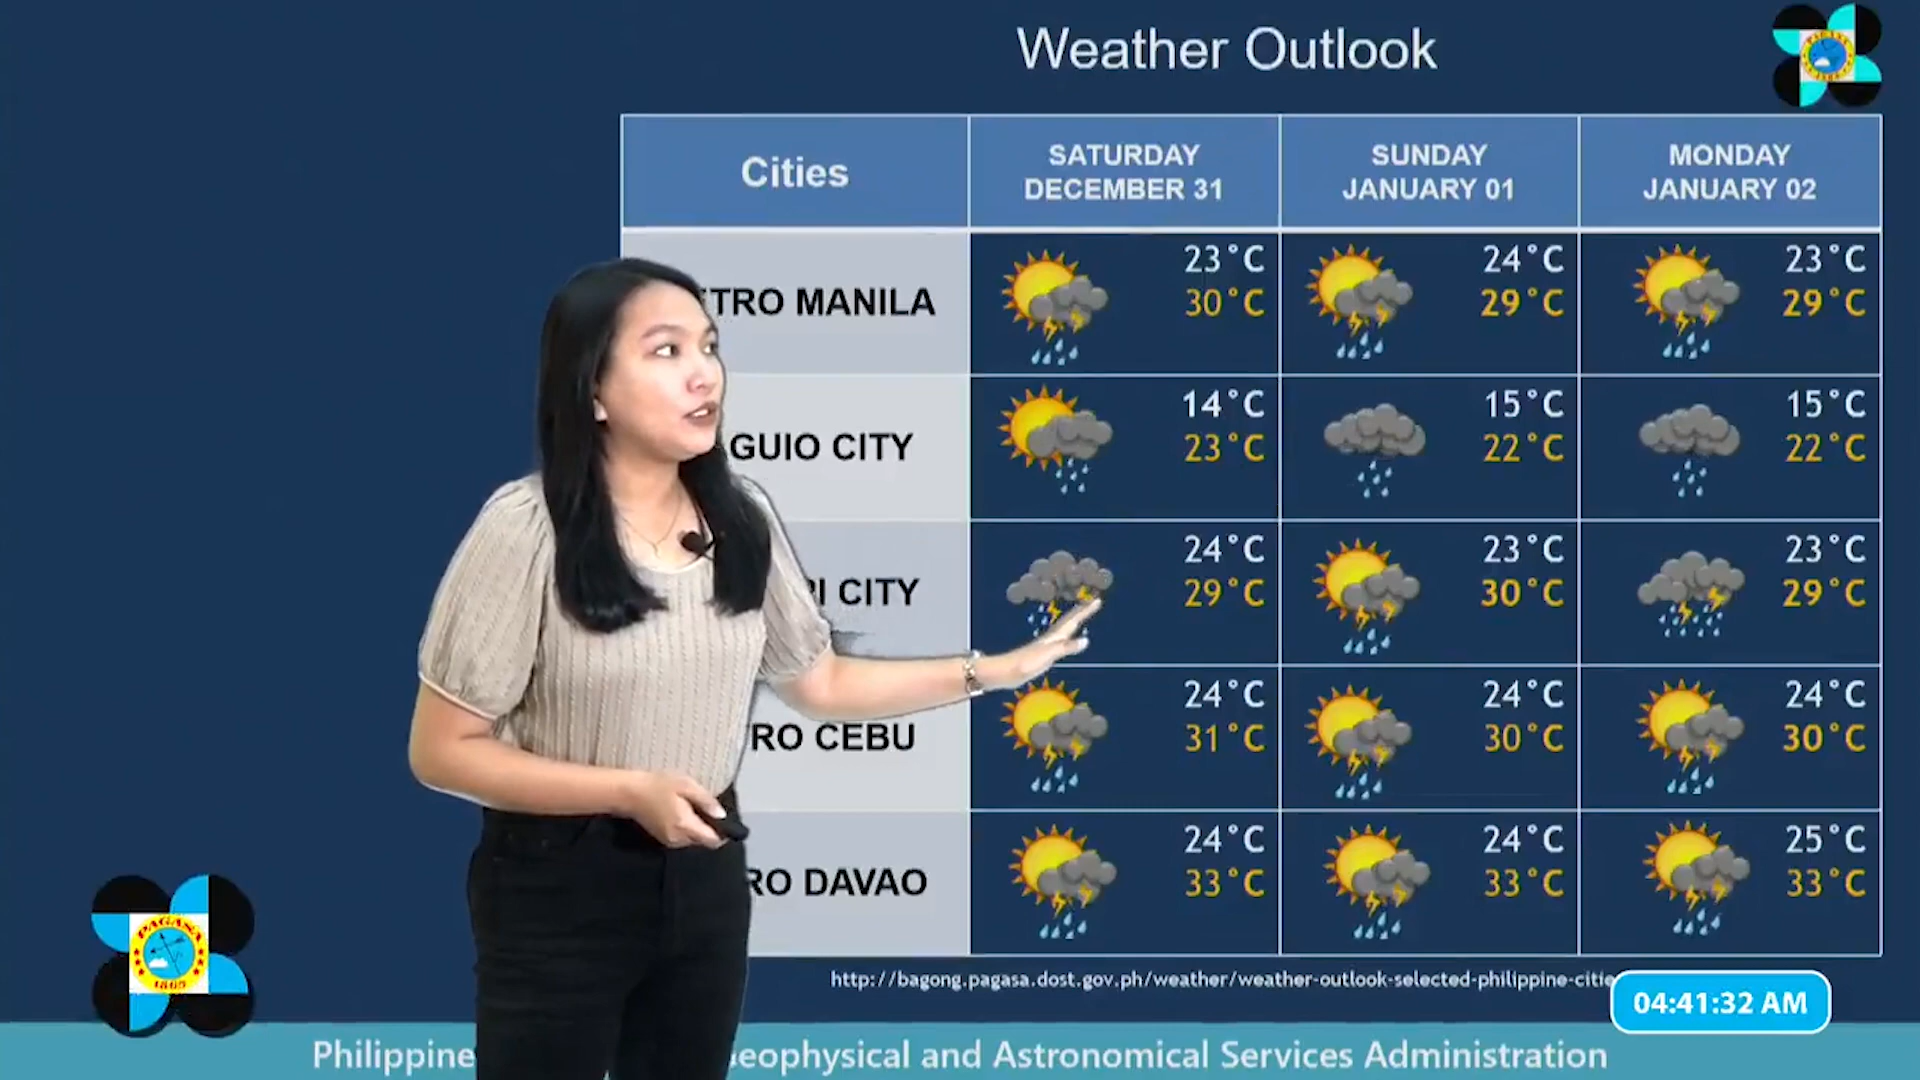 Weather Outlook
Cities
SATURDAY
DECEMBER 31
SUNDAY
JANUARY 01
MONDAY
JANUARY 02
TRO MANILA
23°C
30°C
24°C
29°C
23°C
29°C
GUIO CITY
14°C
23°C
15°C
22°C
15°C
22°C
PI CITY
24°C
29°C
23°C
30°C
23°C
29°C
RO CEBU
24°C
31°C
24°C
30°C
24°C
30°C
RO DAVAO
24°C
33°C
24°C
33°C
25°C
33°C
PAGASA
1865
http://bagong.pagasa.dost.gov.ph/weather/weather-outlook-selected-philippine-citie
04:41:32 AM
Philippine eophysical and Astronomical Services Administration